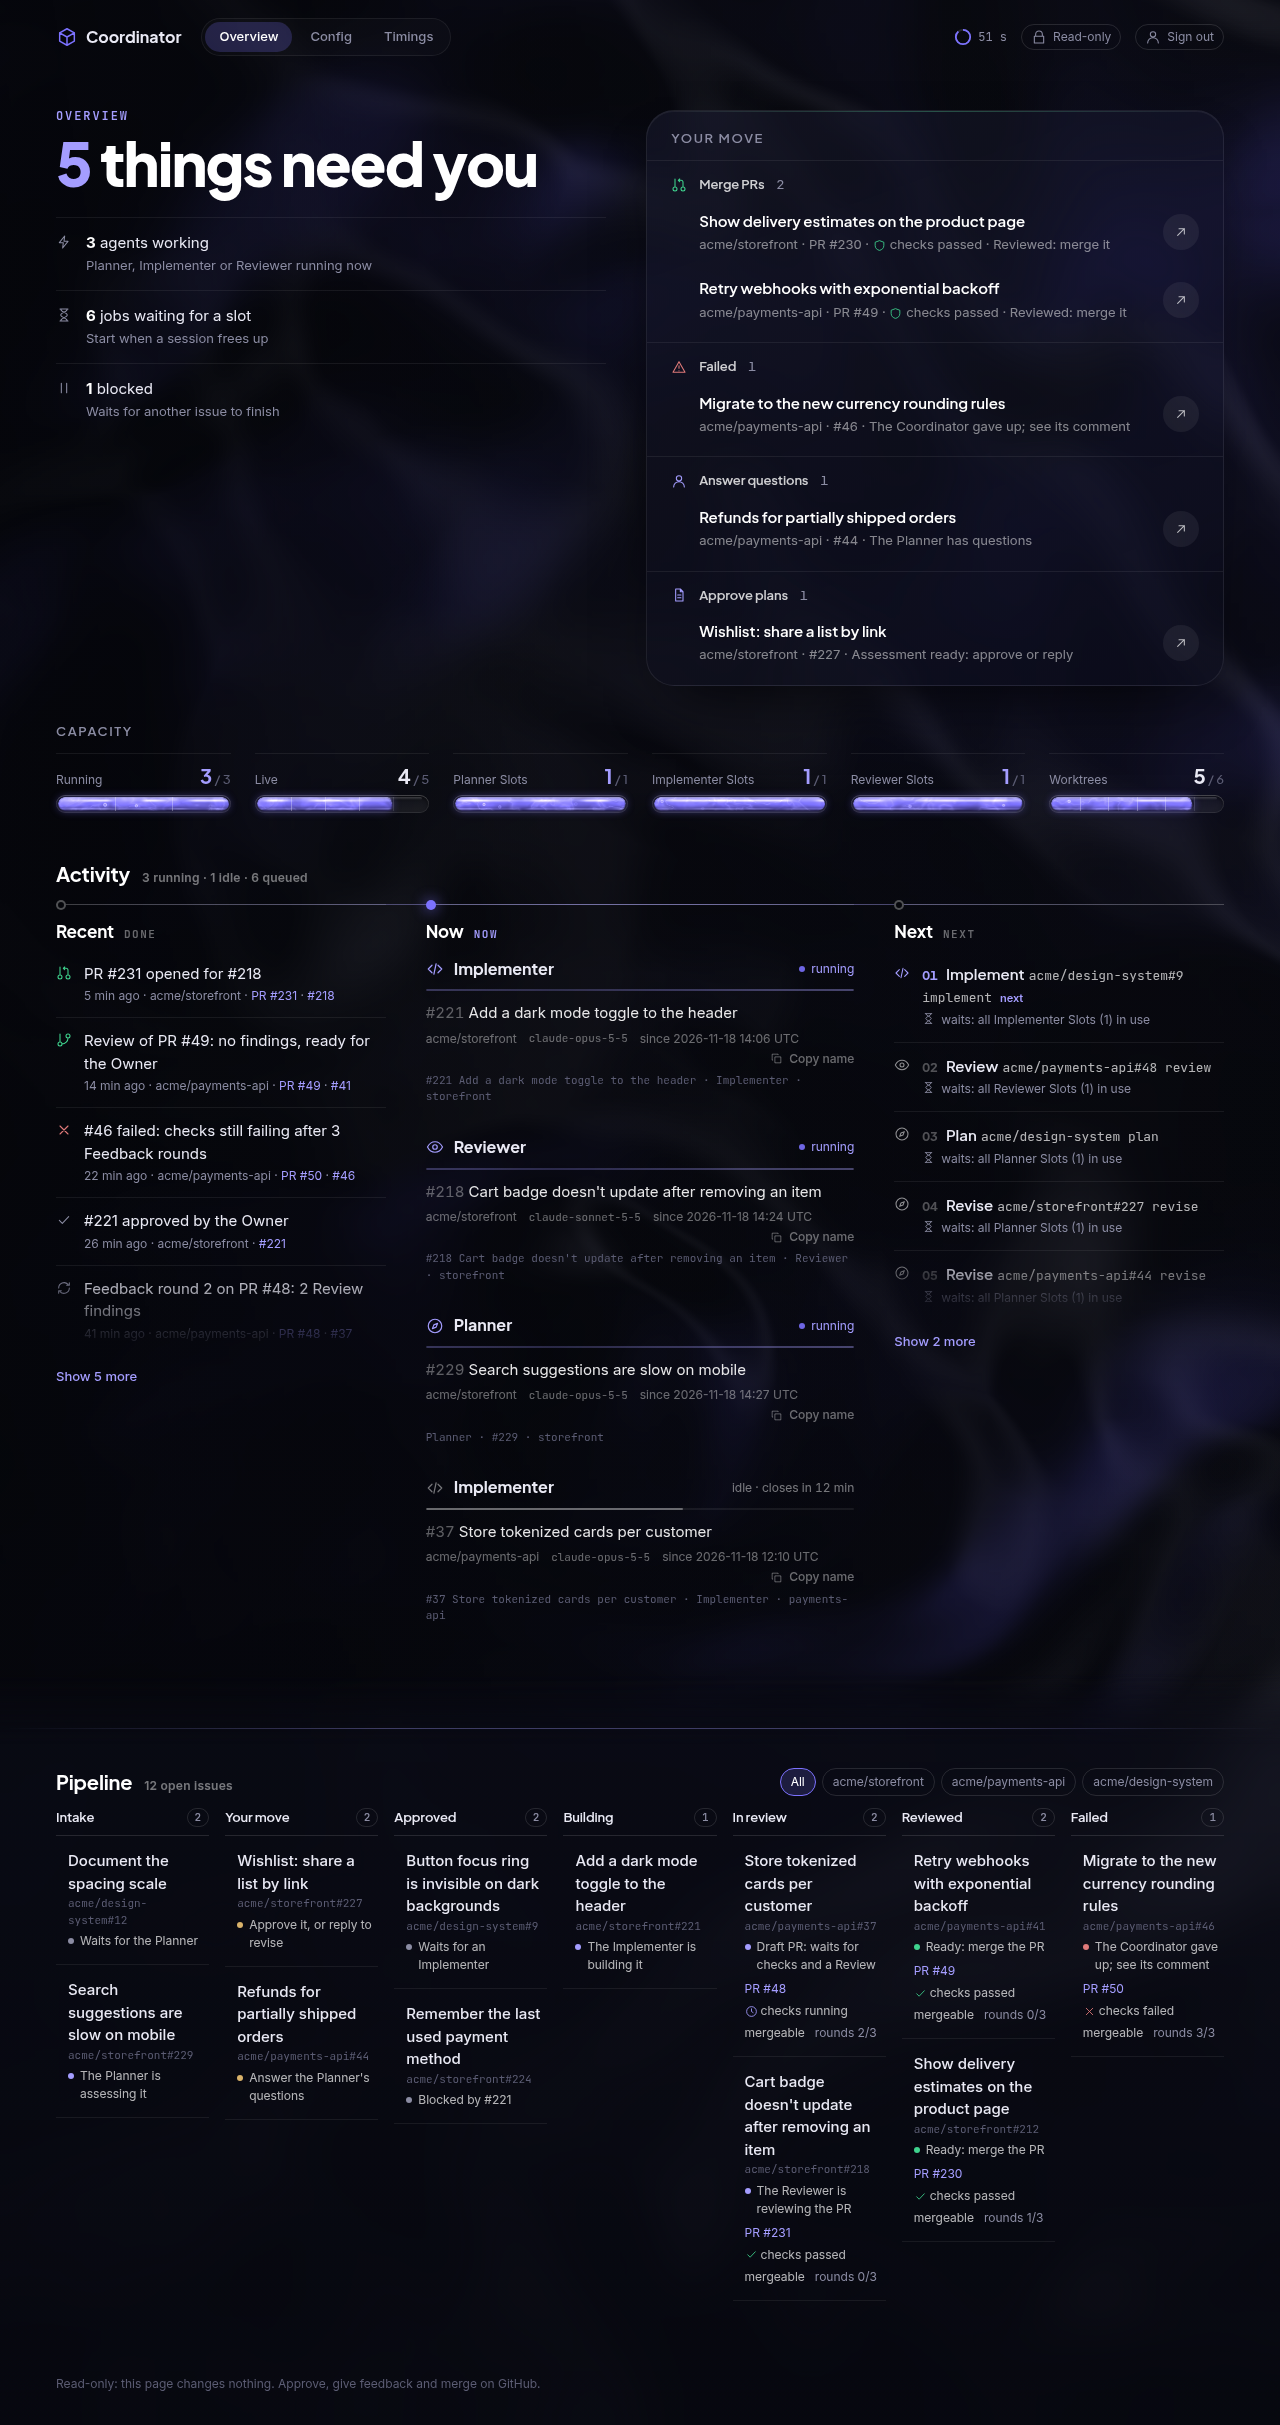 Coordinator
Overview
Config
Timings
51 s
Read-only
Sign out
OVERVIEW
5 things need you
3 agents working
Planner, Implementer or Reviewer running now
6 jobs waiting for a slot
Start when a session frees up
1 blocked
Waits for another issue to finish
YOUR MOVE
Merge PRs 2
Show delivery estimates on the product page
acme/storefront · PR #230 · checks passed · Reviewed: merge it
Retry webhooks with exponential backoff
acme/payments-api · PR #49 · checks passed · Reviewed: merge it
Failed 1
Migrate to the new currency rounding rules
acme/payments-api · #46 · The Coordinator gave up; see its comment
Answer questions 1
Refunds for partially shipped orders
acme/payments-api · #44 · The Planner has questions
Approve plans 1
Wishlist: share a list by link
acme/storefront · #227 · Assessment ready: approve or reply
CAPACITY
Running 3 / 3
Live 4 / 5
Planner Slots 1 / 1
Implementer Slots 1 / 1
Reviewer Slots 1 / 1
Worktrees 5 / 6
Activity 3 running · 1 idle · 6 queued
Recent DONE
PR #231 opened for #218
5 min ago · acme/storefront · PR #231 · #218
Review of PR #49: no findings, ready for
the Owner
14 min ago · acme/payments-api · PR #49 · #41
#46 failed: checks still failing after 3
Feedback rounds
22 min ago · acme/payments-api · PR #50 · #46
#221 approved by the Owner
26 min ago · acme/storefront · #221
Feedback round 2 on PR #48: 2 Review
findings
41 min ago · acme/payments-api · PR #48 · #37
Show 5 more
Now NOW
Implementer
running
#221 Add a dark mode toggle to the header
acme/storefront claude-opus-5-5 since 2026-11-18 14:06 UTC
Copy name
#221 Add a dark mode toggle to the header · Implementer ·
storefront
Reviewer
running
#218 Cart badge doesn't update after removing an item
acme/storefront claude-sonnet-5-5 since 2026-11-18 14:24 UTC
Copy name
#218 Cart badge doesn't update after removing an item · Reviewer
· storefront
Planner
running
#229 Search suggestions are slow on mobile
acme/storefront claude-opus-5-5 since 2026-11-18 14:27 UTC
Copy name
Planner · #229 · storefront
Implementer
idle · closes in 12 min
#37 Store tokenized cards per customer
acme/payments-api claude-opus-5-5 since 2026-11-18 12:10 UTC
Copy name
#37 Store tokenized cards per customer · Implementer · payments-
api
Next NEXT
01 Implement acme/design-system#9
implement next
waits: all Implementer Slots (1) in use
02 Review acme/payments-api#48 review
waits: all Reviewer Slots (1) in use
03 Plan acme/design-system plan
waits: all Planner Slots (1) in use
04 Revise acme/storefront#227 revise
waits: all Planner Slots (1) in use
05 Revise acme/payments-api#44 revise
waits: all Planner Slots (1) in use
Show 2 more
Pipeline 12 open issues
All
acme/storefront
acme/payments-api
acme/design-system
Intake 2
Document the
spacing scale
acme/design-
system#12
Waits for the Planner
Search
suggestions are
slow on mobile
acme/storefront#229
The Planner is
assessing it
Your move 2
Wishlist: share a
list by link
acme/storefront#227
Approve it, or reply to
revise
Refunds for
partially shipped
orders
acme/payments-api#44
Answer the Planner's
questions
Approved 2
Button focus ring
is invisible on dark
backgrounds
acme/design-system#9
Waits for an
Implementer
Remember the last
used payment
method
acme/storefront#224
Blocked by #221
Building 1
Add a dark mode
toggle to the
header
acme/storefront#221
The Implementer is
building it
In review 2
Store tokenized
cards per
customer
acme/payments-api#37
Draft PR: waits for
checks and a Review
PR #48
checks running
mergeable rounds 2/3
Cart badge
doesn't update
after removing an
item
acme/storefront#218
The Reviewer is
reviewing the PR
PR #231
checks passed
mergeable rounds 0/3
Reviewed 2
Retry webhooks
with exponential
backoff
acme/payments-api#41
Ready: merge the PR
PR #49
checks passed
mergeable rounds 0/3
Show delivery
estimates on the
product page
acme/storefront#212
Ready: merge the PR
PR #230
checks passed
mergeable rounds 1/3
Failed 1
Migrate to the new
currency rounding
rules
acme/payments-api#46
The Coordinator gave
up; see its comment
PR #50
checks failed
mergeable rounds 3/3
Read-only: this page changes nothing. Approve, give feedback and merge on GitHub.